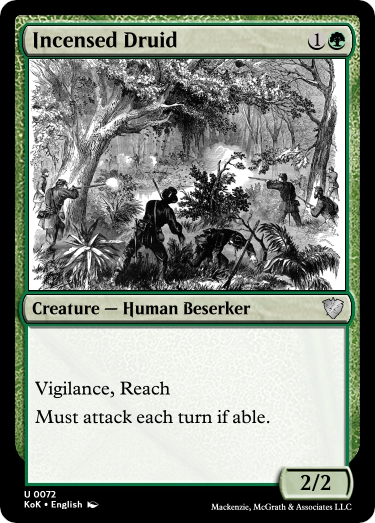 Incensed Druid 1
Creature — Human Beserker
Vigilance, Reach
Must attack each turn if able.
2/2
U 0072
KoK • English
Mackenzie, McGrath & Associates LLC